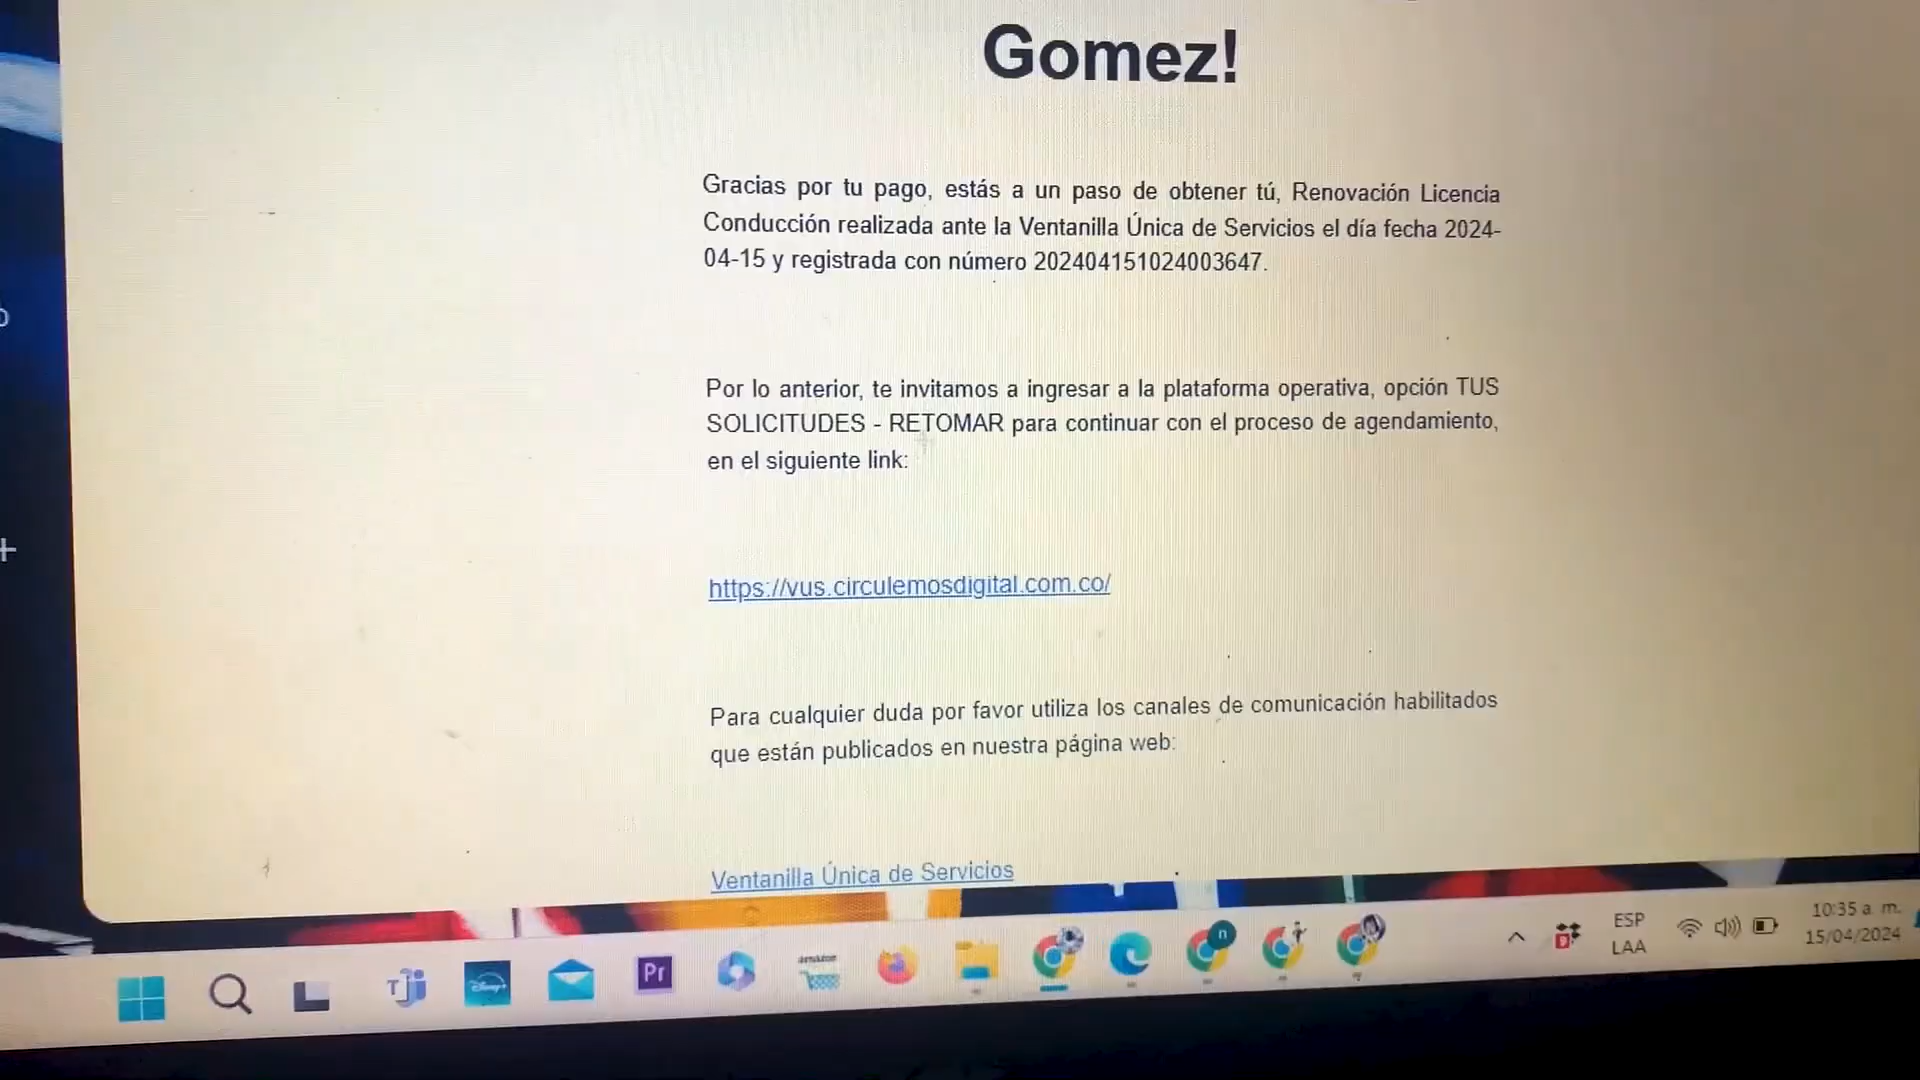 Gomez!
Gracias por tu pago, estás a un paso de obtener tú, Renovación Licencia
Conducción realizada ante la Ventanilla Única de Servicios el día fecha 2024-
04-15 y registrada con número 202404151024003647.
Por lo anterior, te invitamos a ingresar a la plataforma operativa, opción TUS
SOLICITUDES - RETOMAR para continuar con el proceso de agendamiento,
en el siguiente link:
https://vus.circulemosdigital.com.co/
Para cualquier duda por favor utiliza los canales de comunicación habilitados
que están publicados en nuestra página web:
Ventanilla Única de Servicios
Disney+
Pr
amazon
n
ESP
LAA
10:35 a. m.
15/04/2024